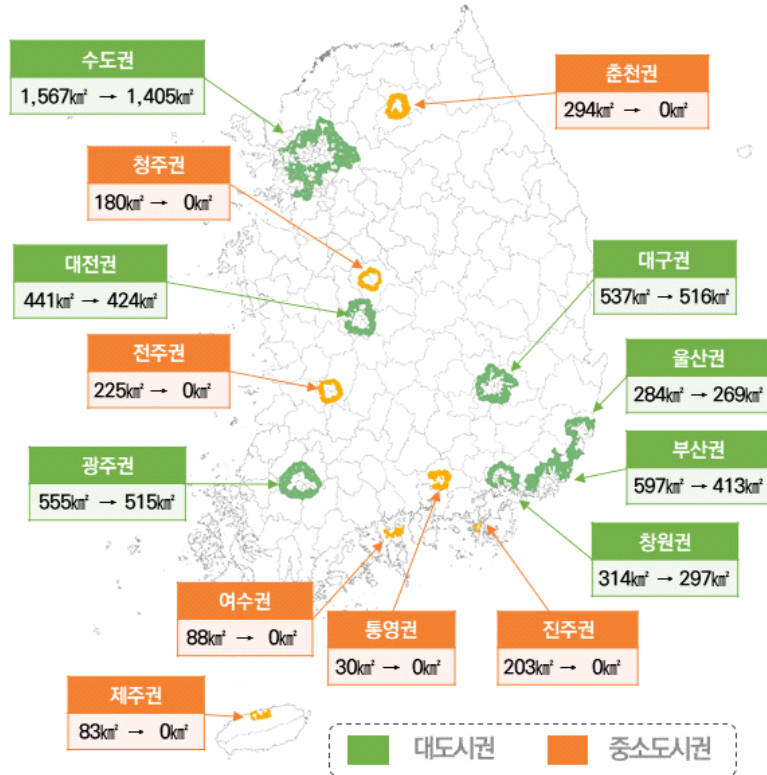 수도권
1,567㎢ → 1,405㎢
춘천권
294㎢ → 0㎢
청주권
180㎢ → 0㎢
대전권
441㎢ → 424㎢
대구권
537㎢ → 516㎢
전주권
225㎢ → 0㎢
울산권
284㎢ → 269㎢
광주권
555㎢ → 515㎢
부산권
597㎢ → 413㎢
창원권
314㎢ → 297㎢
여수권
88㎢ → 0㎢
통영권
30㎢ → 0㎢
진주권
203㎢ → 0㎢
제주권
83㎢ → 0㎢
대도시권
중소도시권